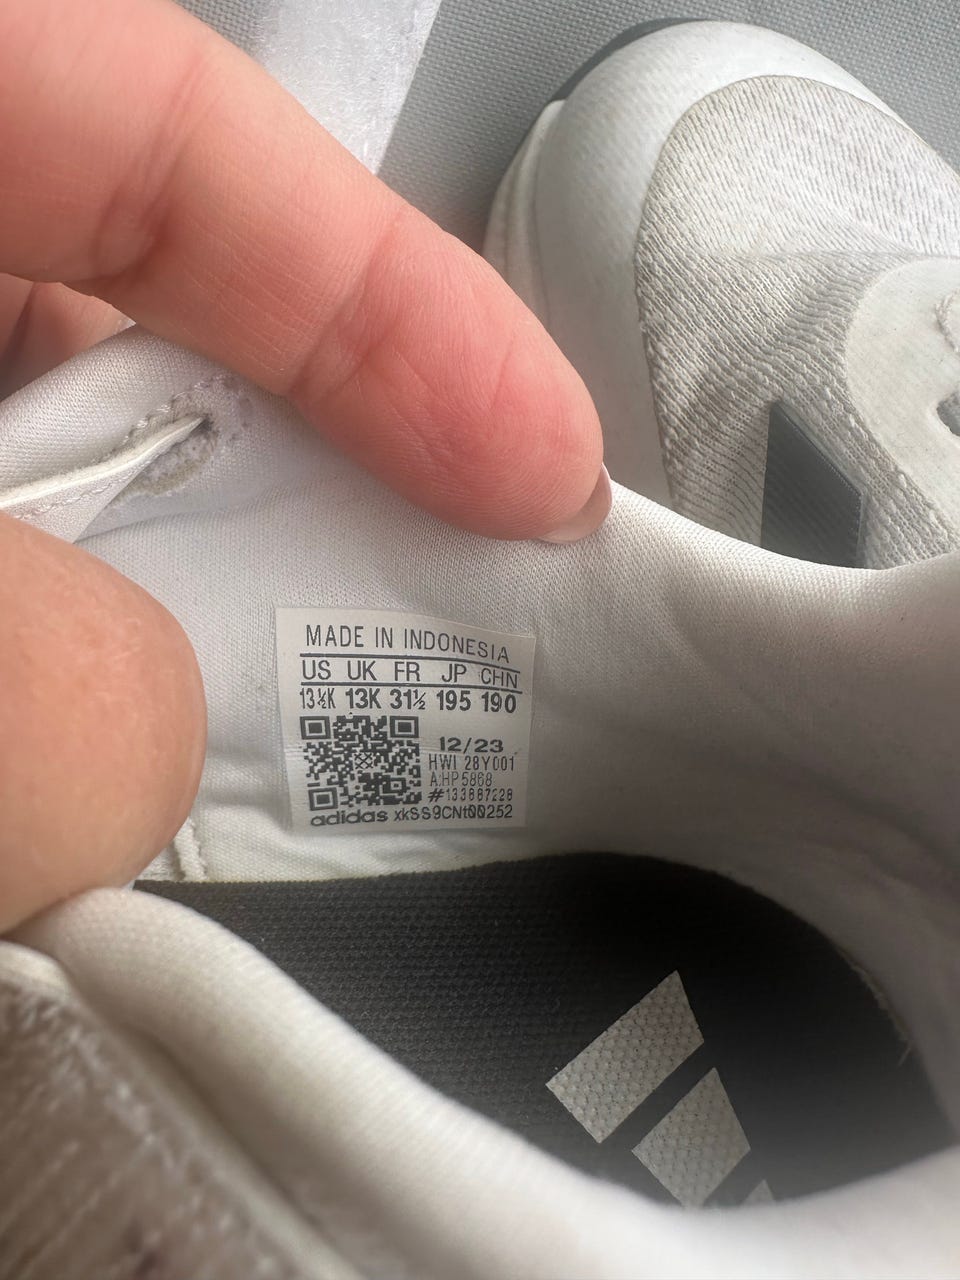 MADE IN INDONESIA
US UK FR JP CHN
13½K 13K 31½ 195 190
12/23
HWI 28Y001
A:HP5868
#133887228
adidas xkSS9CNt00252